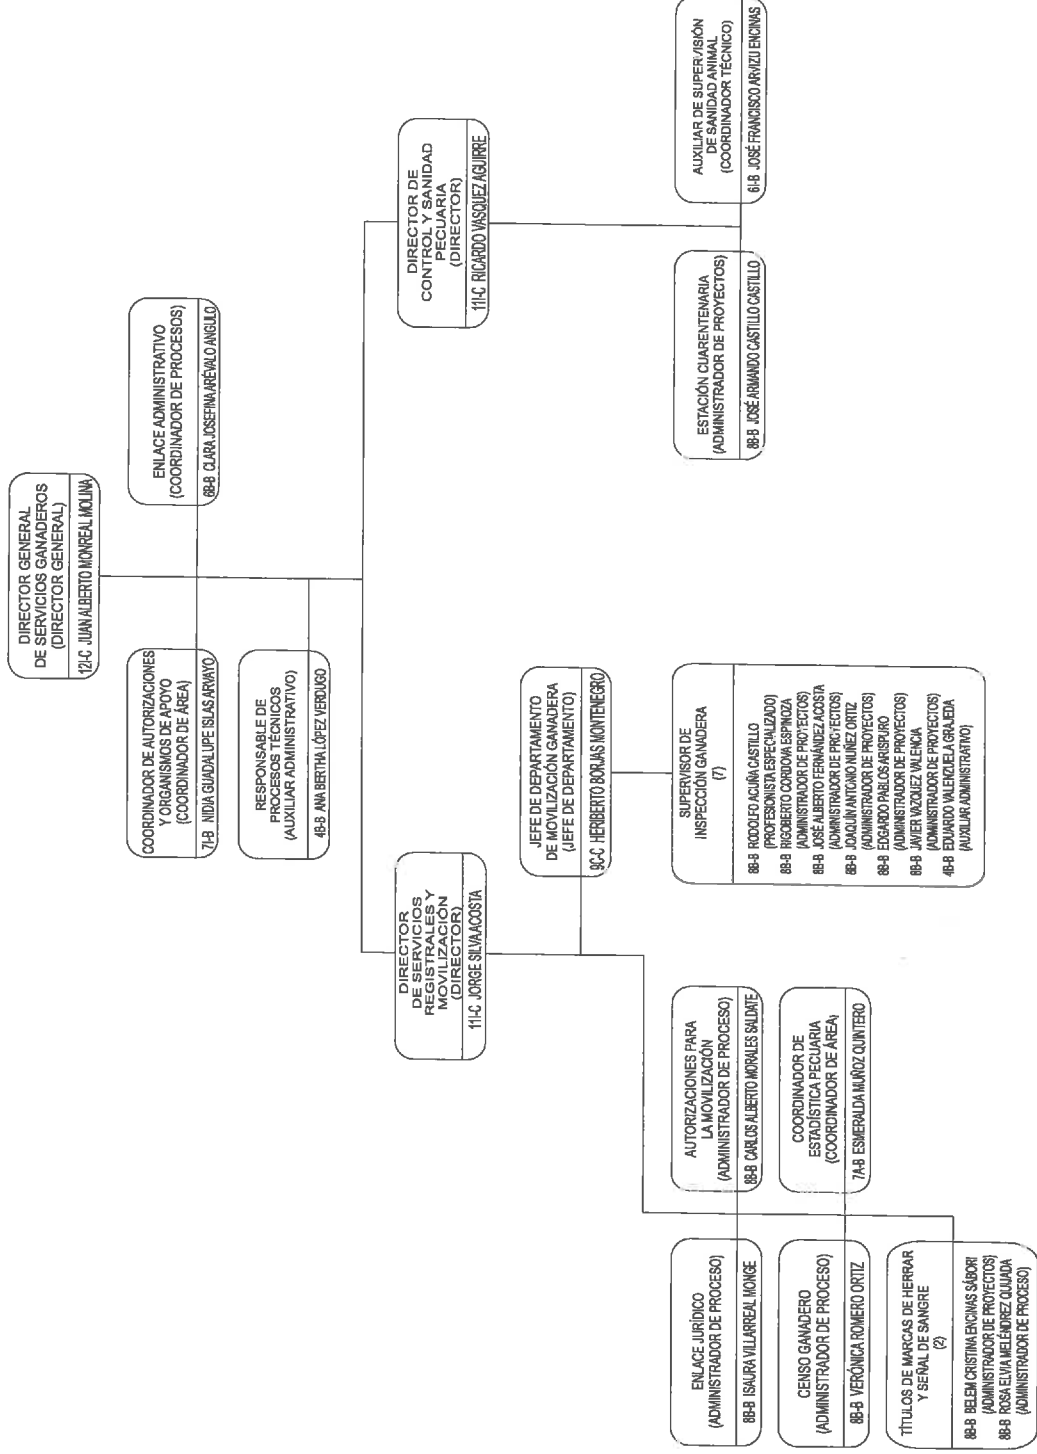 DIRECTOR GENERAL
DE SERVICIOS GANADEROS
(DIRECTOR GENERAL)
12I-C JUAN ALBERTO MONREAL MOLINA
COORDINADOR DE AUTORIZACIONES
Y ORGANISMOS DE APOYO
(COORDINADOR DE ÁREA)
7I-B NIDIA GUADALUPE ISLAS ARVAYO
ENLACE ADMINISTRATIVO
(COORDINADOR DE PROCESOS)
6B-B CLARA JOSEFINA ARÉVALO ANGULO
RESPONSABLE DE
PROCESOS TÉCNICOS
(AUXILIAR ADMINISTRATIVO)
4B-B ANA BERTHA LÓPEZ VERDUGO
DIRECTOR
DE SERVICIOS
REGISTRALES Y
MOVILIZACIÓN
(DIRECTOR)
11I-C JORGE SILVA ACOSTA
DIRECTOR DE
CONTROL Y SANIDAD
PECUARIA
(DIRECTOR)
11I-C RICARDO VASQUEZ AGUIRRE
JEFE DE DEPARTAMENTO
DE MOVILIZACIÓN GANADERA
(JEFE DE DEPARTAMENTO)
9C-C HERIBERTO BORJAS MONTENEGRO
SUPERVISOR DE
INSPECCIÓN GANADERA
(7)
8B-B RODOLFO ACUÑA CASTILLO
(PROFESIONISTA ESPECIALIZADO)
8B-B RIGOBERTO CORDOVA ESPINOZA
(ADMINISTRADOR DE PROYECTOS)
8B-B JOSÉ ALBERTO FERNÁNDEZ ACOSTA
(ADMINISTRADOR DE PROYECTOS)
8B-B JOAQUÍN ANTONIO NUÑEZ ORTIZ
(ADMINISTRADOR DE PROYECTOS)
8B-B EDGARDO PABLOS ARISPURO
(ADMINISTRADOR DE PROYECTOS)
8B-B JAVIER VAZQUEZ VALENCIA
(ADMINISTRADOR DE PROYECTOS)
4B-B EDUARDO VALENZUELA GRAJEDA
(AUXILIAR ADMINISTRATIVO)
ESTACIÓN CUARENTENARIA
(ADMINISTRADOR DE PROYECTOS)
8B-B JOSÉ ARMANDO CASTILLO CASTILLO
AUXILIAR DE SUPERVISIÓN
DE SANIDAD ANIMAL
(COORDINADOR TÉCNICO)
6I-B JOSÉ FRANCISCO ARVIZU ENCINAS
ENLACE JURÍDICO
(ADMINISTRADOR DE PROCESO)
8B-B ISAURA VILLARREAL MONGE
AUTORIZACIONES PARA
LA MOVILIZACIÓN
(ADMINISTRADOR DE PROCESO)
8B-B CARLOS ALBERTO MORALES SALDATE
CENSO GANADERO
(ADMINISTRADOR DE PROCESO)
8B-B VERÓNICA ROMERO ORTIZ
COORDINADOR DE
ESTADÍSTICA PECUARIA
(COORDINADOR DE ÁREA)
7A-B ESMERALDA MUÑOZ QUINTERO
TÍTULOS DE MARCAS DE HERRAR
Y SEÑAL DE SANGRE
(2)
8B-B BELEM CRISTINA ENCINAS SÁBORI
(ADMINISTRADOR DE PROYECTOS)
8B-B ROSA ELVIA MELÉNDREZ QUIJADA
(ADMINISTRADOR DE PROCESO)